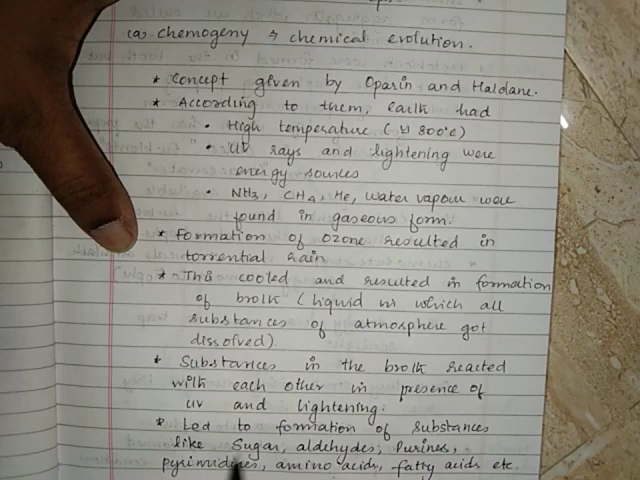 (a) chemogeny → chemical evolution.
* Concept given by Oparin and Haldane.
* According to them, earth had
• High temperature ( 800°C)
• UV rays and lightening were
energy sources
• NH3, CH4, He, water vapour were
found in gaseous form.
* Formation of ozone resulted in
torrential rain
* This cooled and resulted in formation
of broth (liquid in which all
substances of atmosphere got
dissolved).
* Substances in the broth reacted
with each other in presence of
UV and lightening.
* Led to formation of substances
like Sugar, aldehydes, Purines,
pyrimidines, amino acids, fatty acids etc.